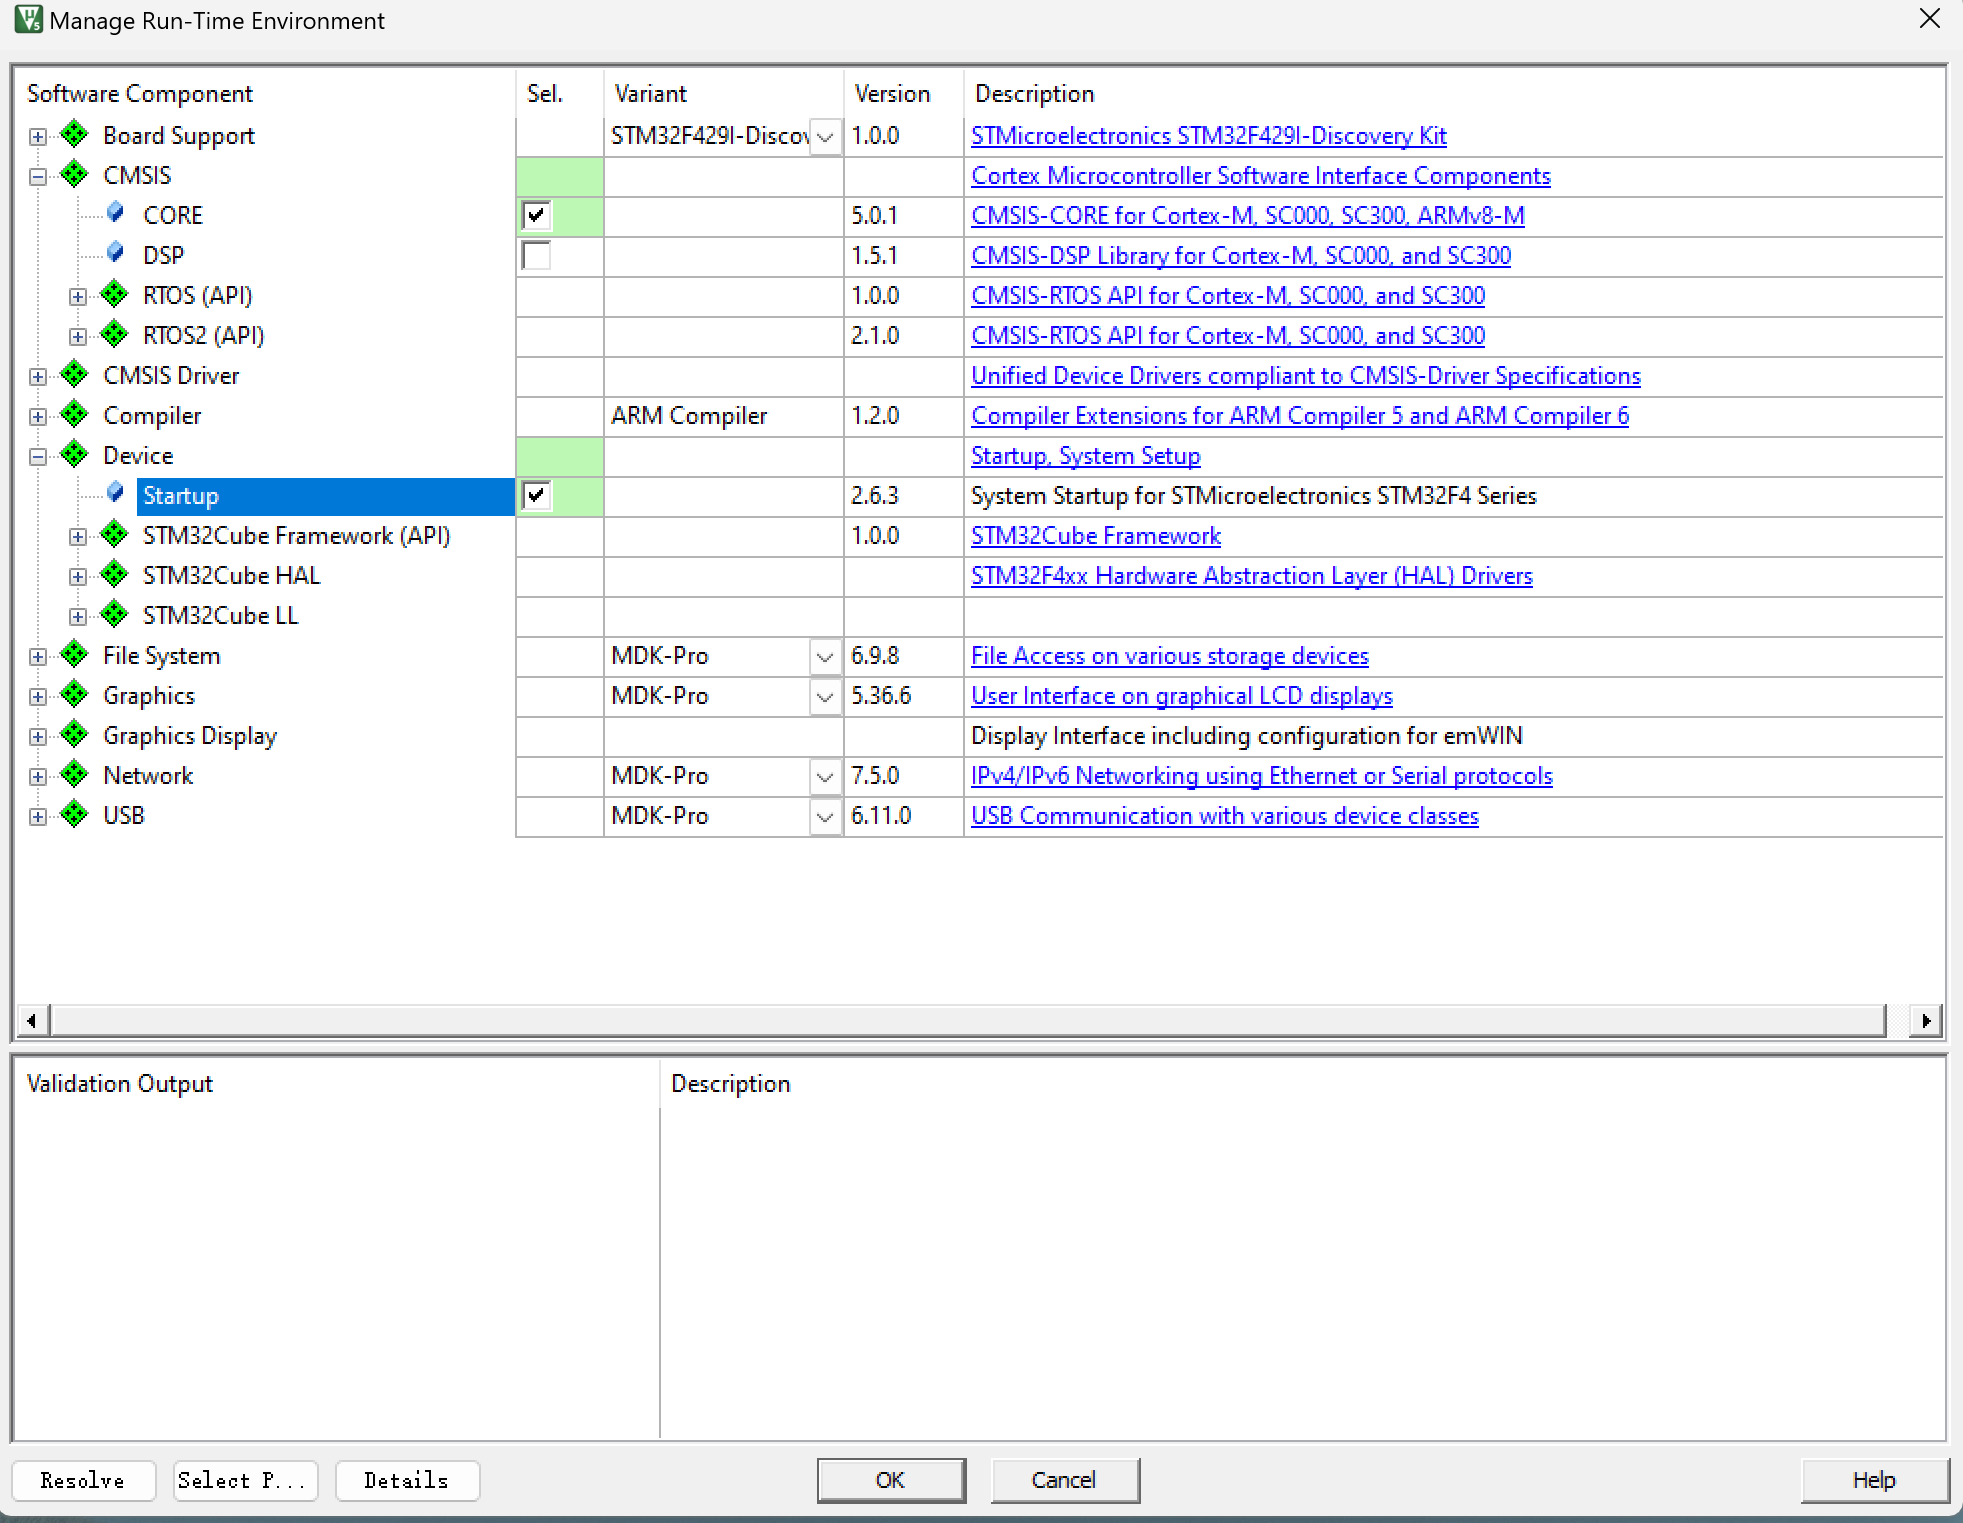 Manage Run-Time Environment
Software Component Sel. Variant Version Description
Board Support STM32F429I-Discov 1.0.0 STMicroelectronics STM32F429I-Discovery Kit
CMSIS Cortex Microcontroller Software Interface Components
CORE 5.0.1 CMSIS-CORE for Cortex-M, SC000, SC300, ARMv8-M
DSP 1.5.1 CMSIS-DSP Library for Cortex-M, SC000, and SC300
RTOS (API) 1.0.0 CMSIS-RTOS API for Cortex-M, SC000, and SC300
RTOS2 (API) 2.1.0 CMSIS-RTOS API for Cortex-M, SC000, and SC300
CMSIS Driver Unified Device Drivers compliant to CMSIS-Driver Specifications
Compiler ARM Compiler 1.2.0 Compiler Extensions for ARM Compiler 5 and ARM Compiler 6
Device Startup, System Setup
Startup 2.6.3 System Startup for STMicroelectronics STM32F4 Series
STM32Cube Framework (API) 1.0.0 STM32Cube Framework
STM32Cube HAL STM32F4xx Hardware Abstraction Layer (HAL) Drivers
STM32Cube LL
File System MDK-Pro 6.9.8 File Access on various storage devices
Graphics MDK-Pro 5.36.6 User Interface on graphical LCD displays
Graphics Display Display Interface including configuration for emWIN
Network MDK-Pro 7.5.0 IPv4/IPv6 Networking using Ethernet or Serial protocols
USB MDK-Pro 6.11.0 USB Communication with various device classes
Validation Output Description
Resolve Select P... Details OK Cancel Help